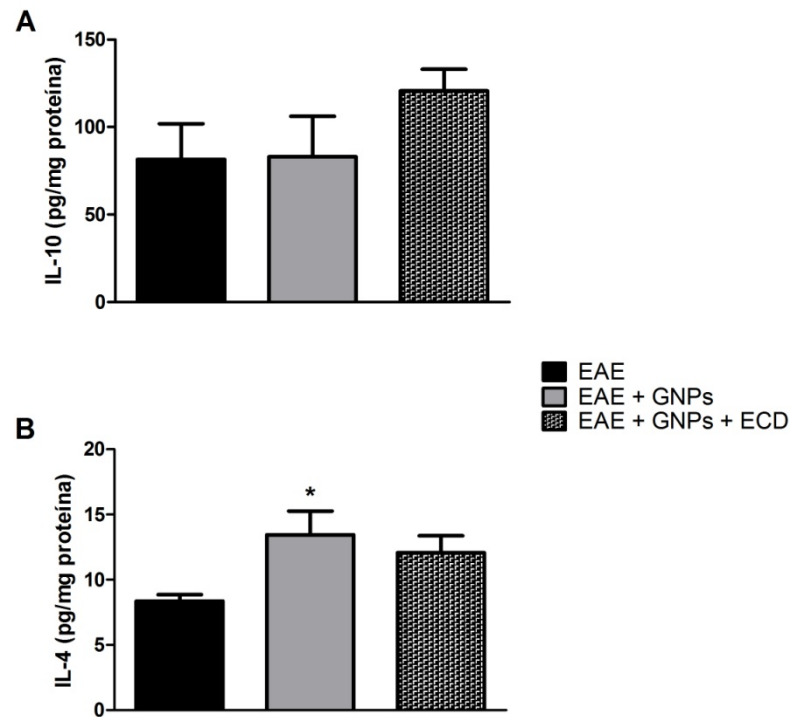 A
IL-10 (pg/mg proteína)
150
100
50
0
EAE
EAE + GNPs
EAE + GNPs + ECD
B
IL-4 (pg/mg proteína)
20
15
10
5
0
*